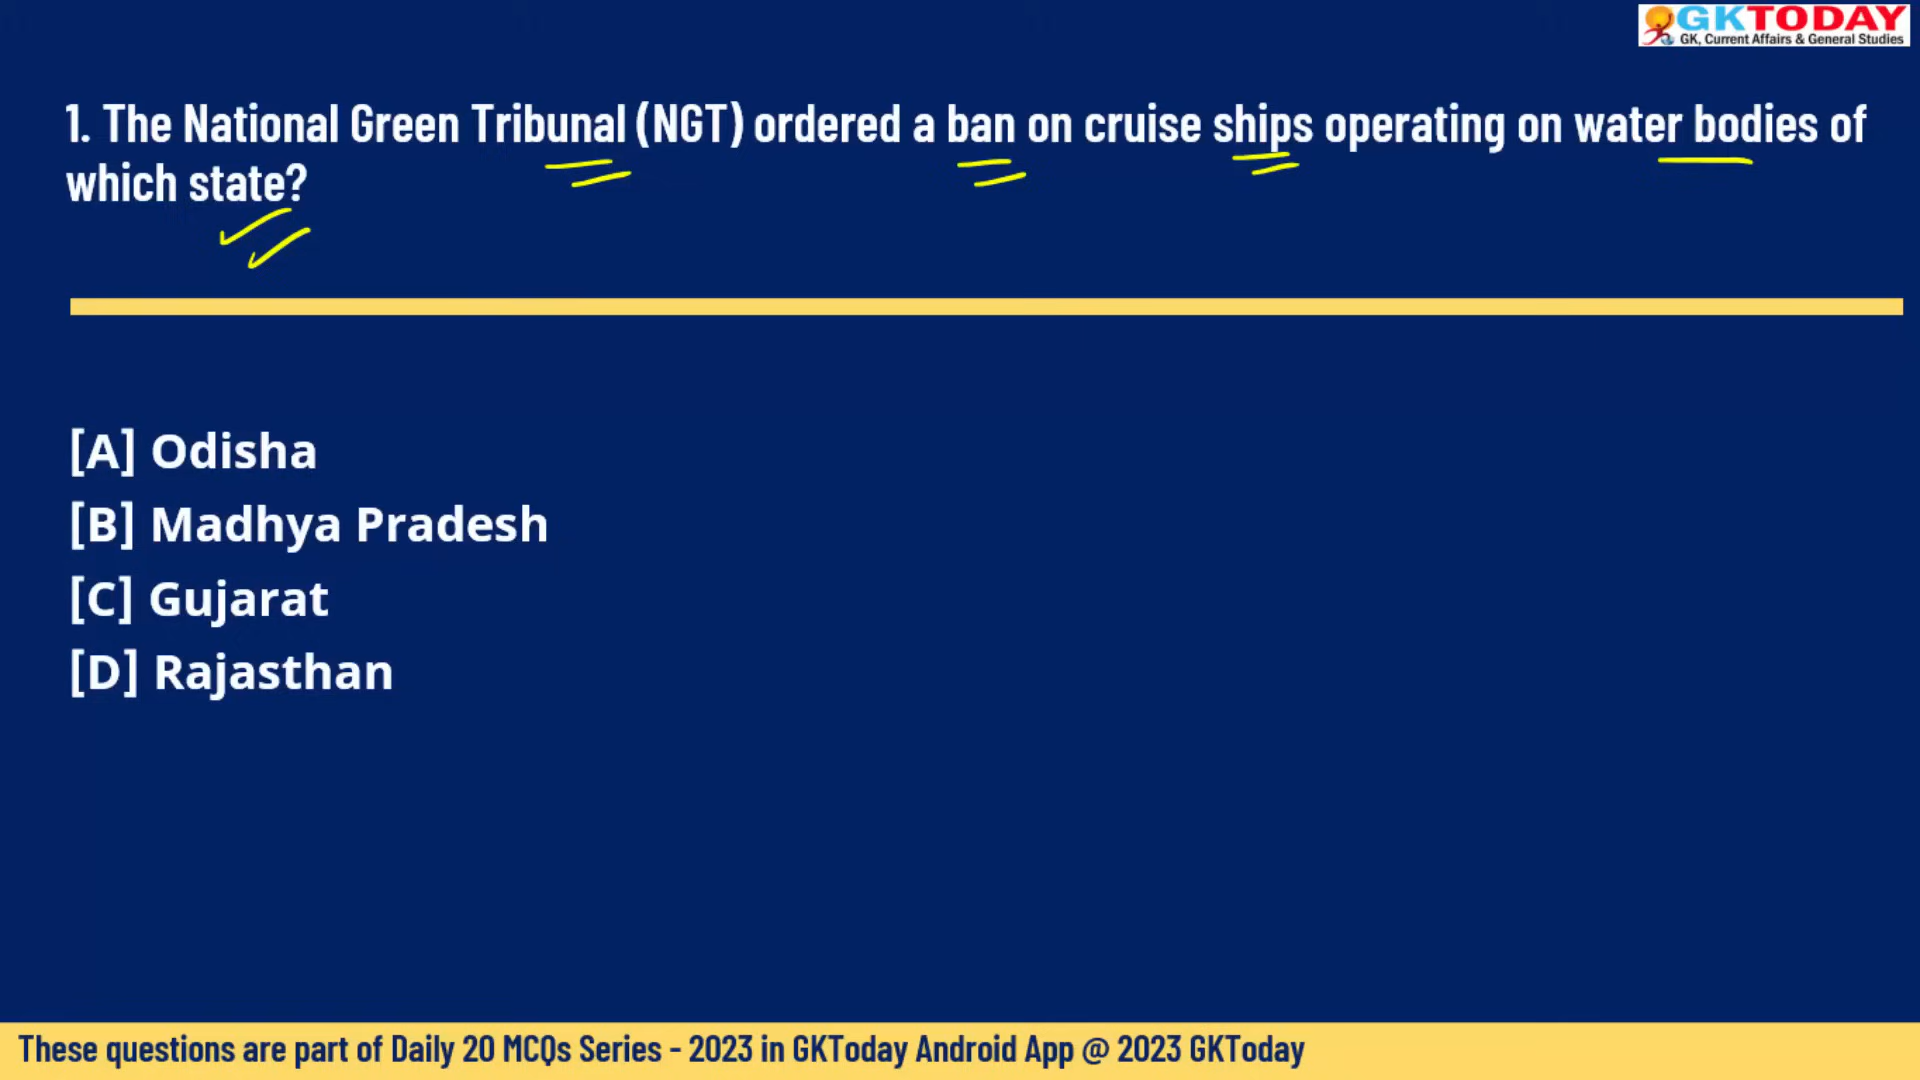 GKTODAY
GK, Current Affairs & General Studies
1. The National Green Tribunal (NGT) ordered a ban on cruise ships operating on water bodies of
which state?
[A] Odisha
[B] Madhya Pradesh
[C] Gujarat
[D] Rajasthan
These questions are part of Daily 20 MCQs Series - 2023 in GKToday Android App @ 2023 GKToday